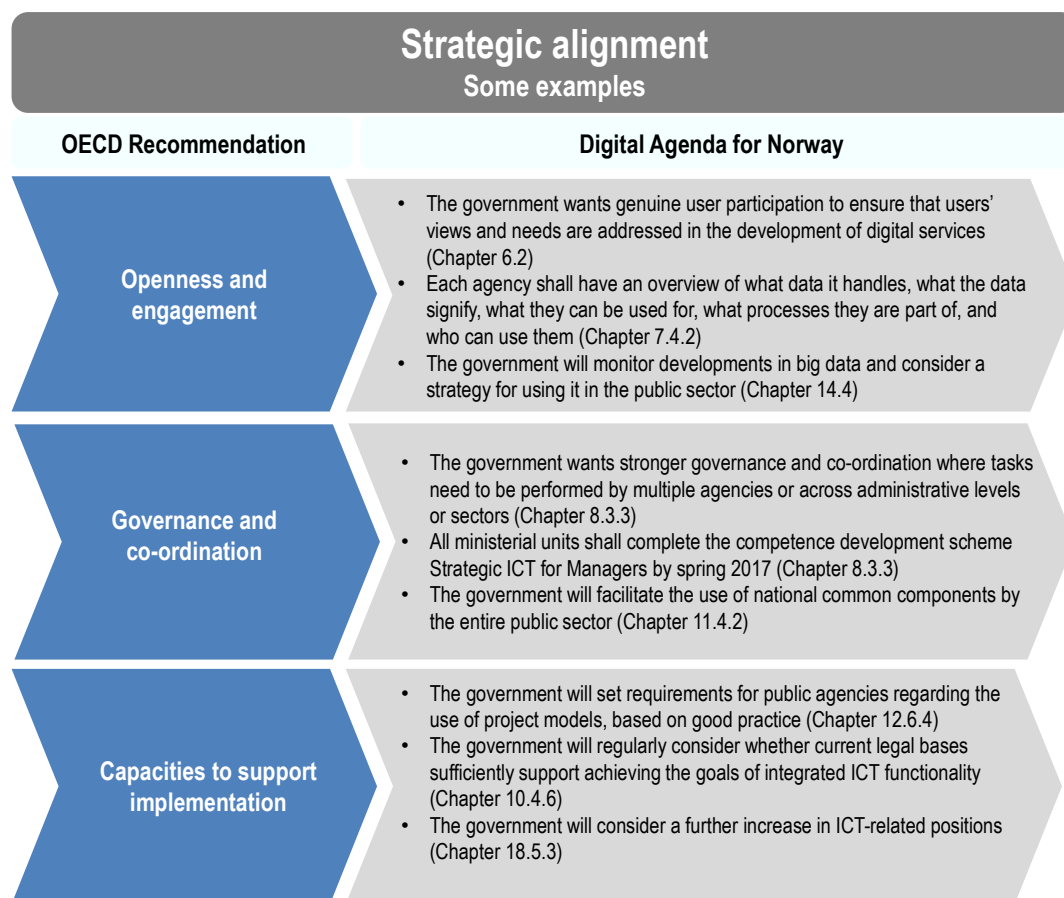 Strategic alignment
Some examples
OECD Recommendation
Digital Agenda for Norway
Openness and
engagement
• The government wants genuine user participation to ensure that users’
views and needs are addressed in the development of digital services
(Chapter 6.2)
• Each agency shall have an overview of what data it handles, what the data
signify, what they can be used for, what processes they are part of, and
who can use them (Chapter 7.4.2)
• The government will monitor developments in big data and consider a
strategy for using it in the public sector (Chapter 14.4)
Governance and
co-ordination
• The government wants stronger governance and co-ordination where tasks
need to be performed by multiple agencies or across administrative levels
or sectors (Chapter 8.3.3)
• All ministerial units shall complete the competence development scheme
Strategic ICT for Managers by spring 2017 (Chapter 8.3.3)
• The government will facilitate the use of national common components by
the entire public sector (Chapter 11.4.2)
Capacities to support
implementation
• The government will set requirements for public agencies regarding the
use of project models, based on good practice (Chapter 12.6.4)
• The government will regularly consider whether current legal bases
sufficiently support achieving the goals of integrated ICT functionality
(Chapter 10.4.6)
• The government will consider a further increase in ICT-related positions
(Chapter 18.5.3)